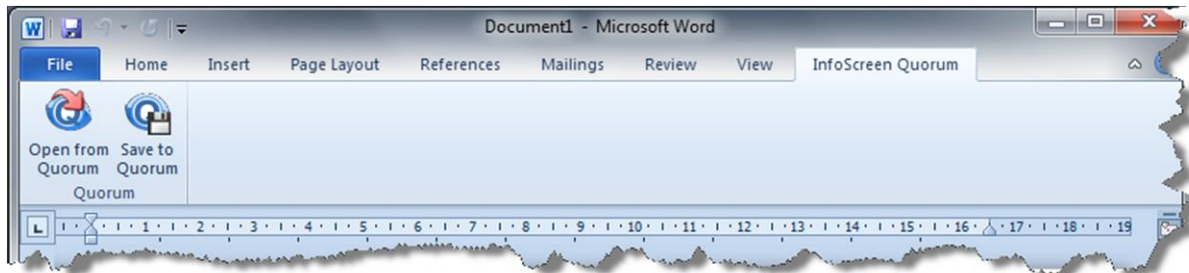 W
Document1 - Microsoft Word
File Home Insert Page Layout References Mailings Review View InfoScreen Quorum
Open from Save to
Quorum Quorum
Quorum
L 1 2 3 4 5 6 7 8 9 10 11 12 13 14 15 16 17 18 19